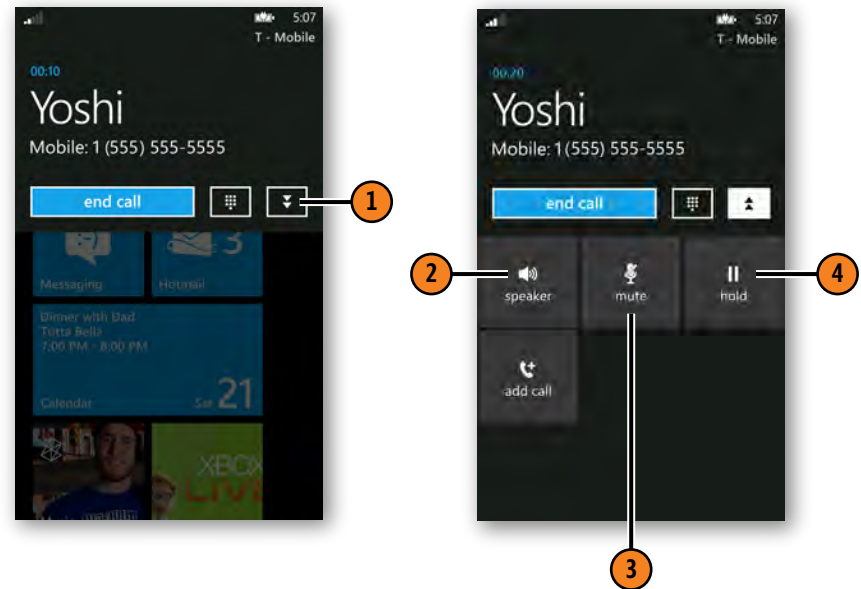 5:07
T - Mobile
00:10
Yoshi
Mobile: 1 (555) 555-5555
end call
1
3
Messaging
Hotmail
Dinner with Dad
Tutta Bella
7:00 PM - 8:00 PM
Calendar
Sat 21
XBOX
LIVE
5:07
T - Mobile
00:20
Yoshi
Mobile: 1 (555) 555-5555
end call
2
speaker
mute
hold
4
add call
3